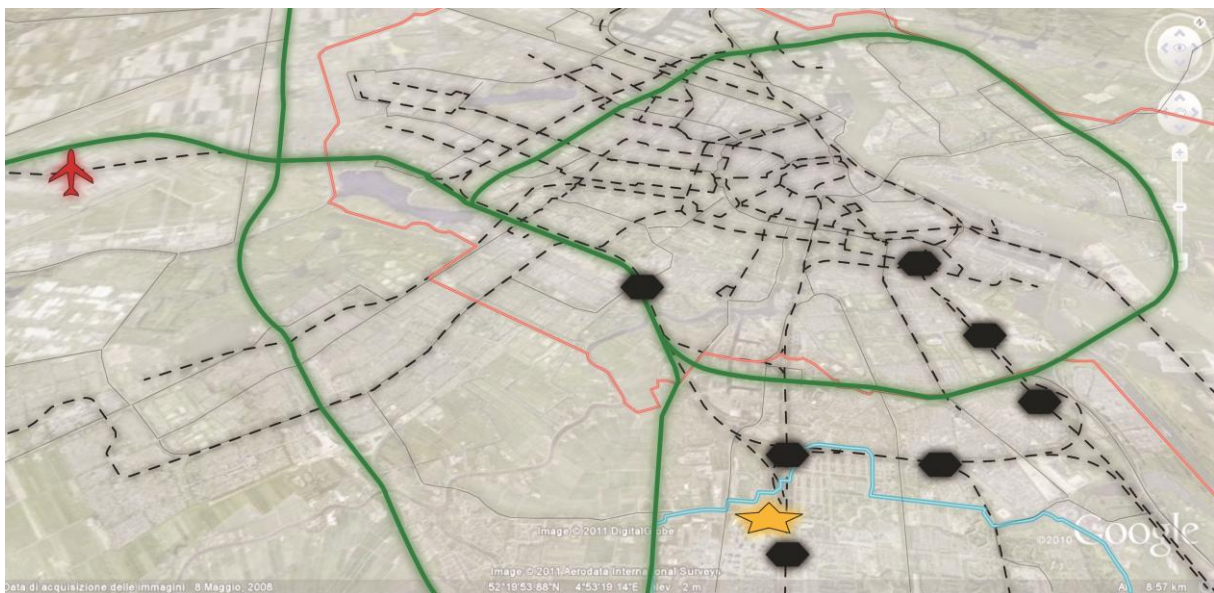 Image © 2011 DigitalGlobe
©2010 Google
Image © 2011 Aerodata International Surveys
Data di acquisizione delle immagini 8 Maggio, 2008 52°19'53.88"N 4°53'19.14"E elev. 2 m 8.57 km